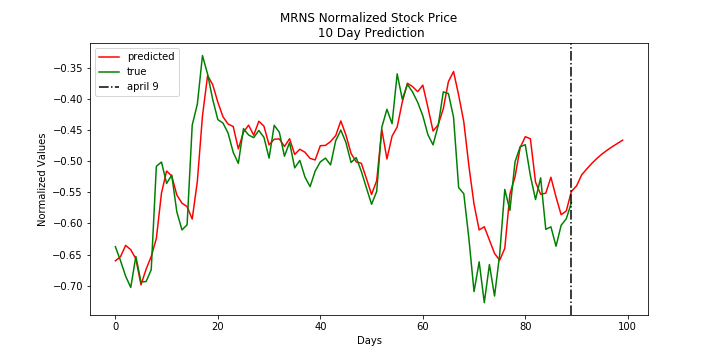 MRNS Normalized Stock Price
10 Day Prediction
predicted
true
april 9
Normalized Values
−0.35
−0.40
−0.45
−0.50
−0.55
−0.60
−0.65
−0.70
0
20
40
60
80
100
Days